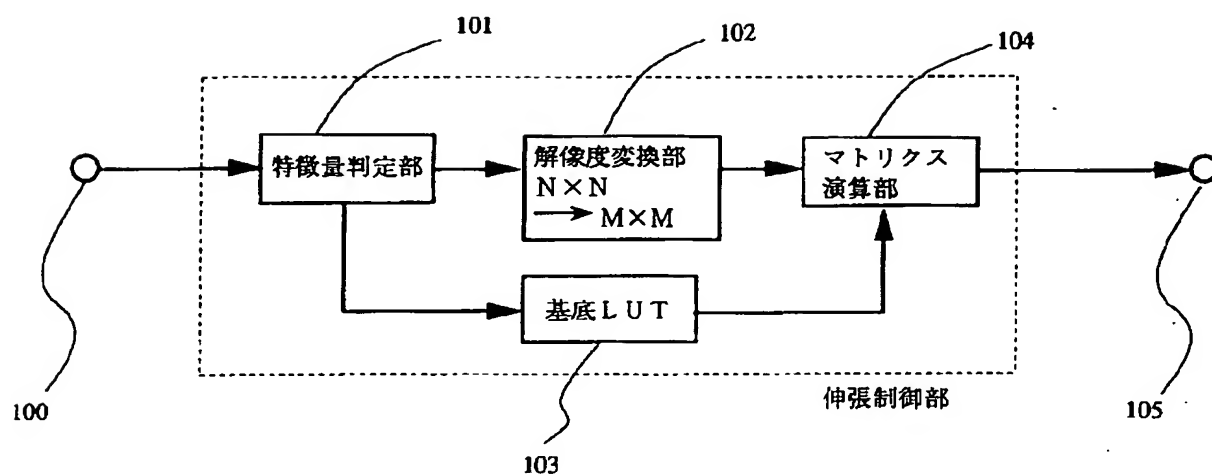 101
102
104
特徴量判定部
解像度変換部
N×N
→ M×M
マトリクス
演算部
基底LUT
100
103
伸張制御部
105